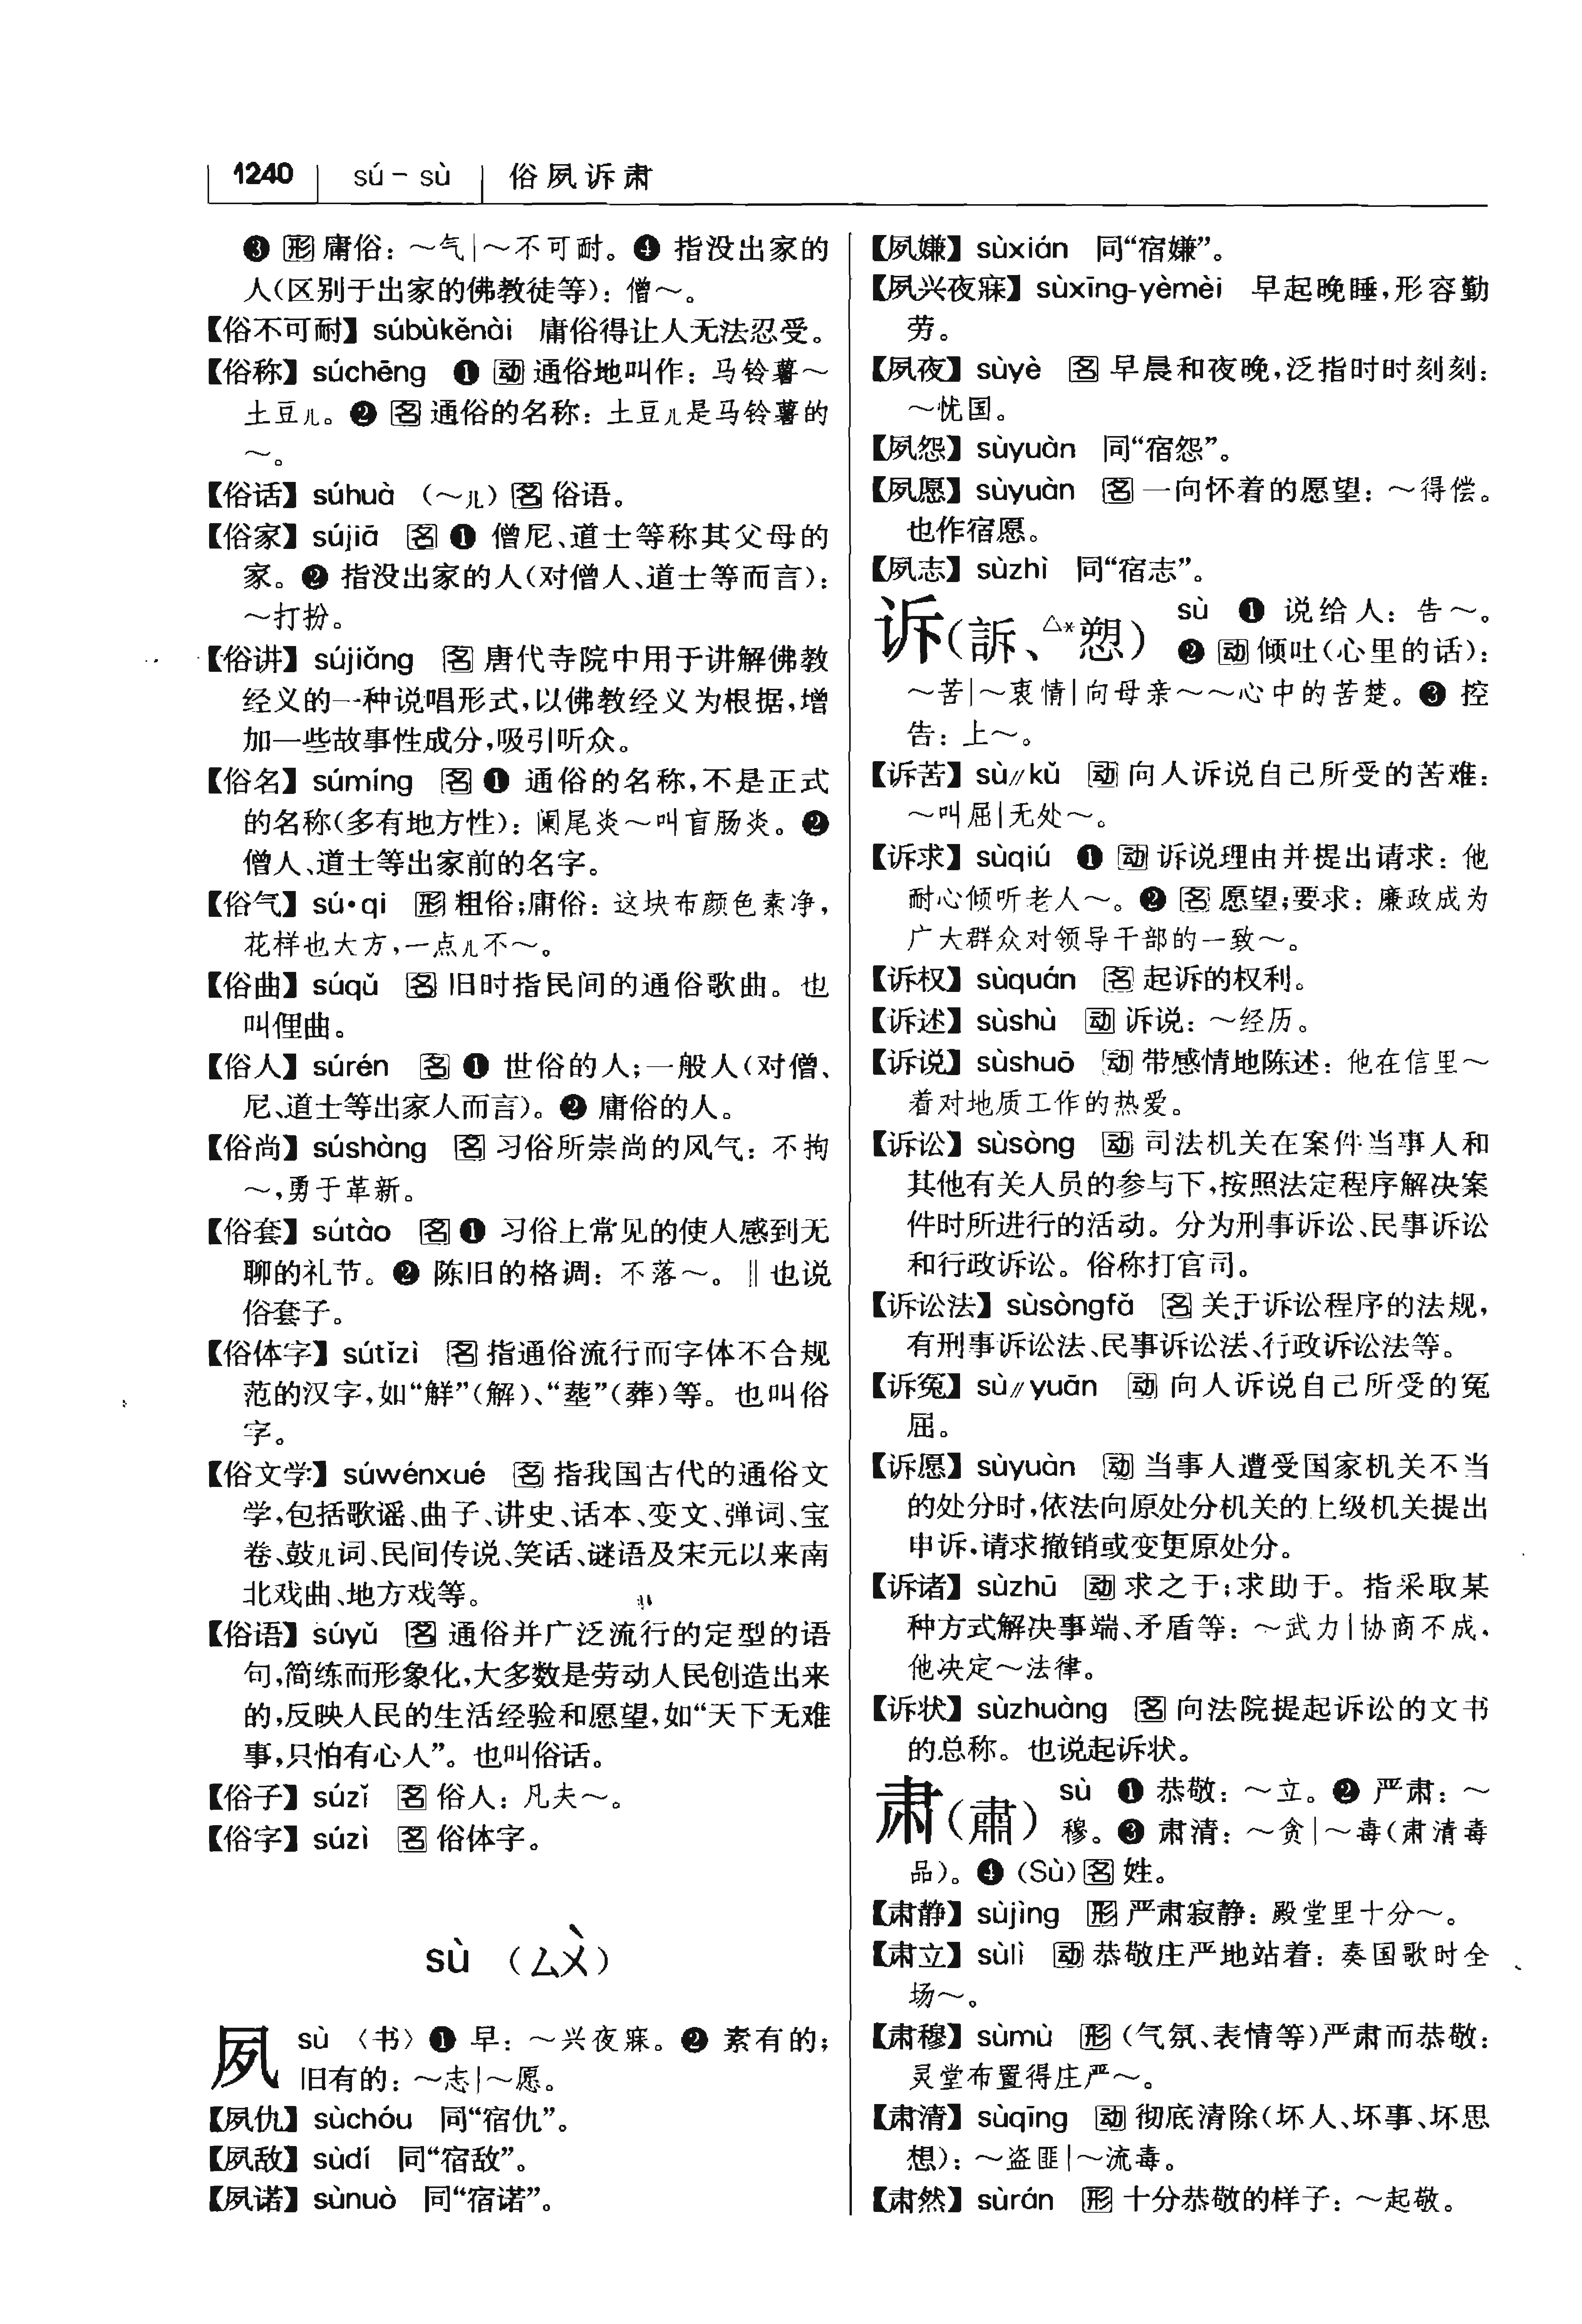 1240 sú－sù 俗夙诉肃
❸ 形 庸俗：～气｜～不可耐。❹ 指没出家的
人（区别于出家的佛教徒等）：僧～。
【俗不可耐】súbùkěnài 庸俗得让人无法忍受。
【俗称】súchēng ❶ 动 通俗地叫作：马铃薯～
土豆儿。❷ 名 通俗的名称：土豆儿是马铃薯的
～。
【俗话】súhuà （～儿）名 俗语。
【俗家】sújiā 名 ❶ 僧尼、道士等称其父母的
家。❷ 指没出家的人（对僧人、道士等而言）：
～打扮。
【俗讲】sújiǎng 名 唐代寺院中用于讲解佛教
经义的一种说唱形式，以佛教经义为根据，增
加一些故事性成分，吸引听众。
【俗名】súmíng 名 ❶ 通俗的名称，不是正式
的名称（多有地方性）：阑尾炎～叫盲肠炎。❷
僧人、道士等出家前的名字。
【俗气】sú•qi 形 粗俗；庸俗：这块布颜色素净，
花样也大方，一点儿不～。
【俗曲】súqǔ 名 旧时指民间的通俗歌曲。也
叫俚曲。
【俗人】súrén 名 ❶ 世俗的人；一般人（对僧、
尼、道士等出家人而言）。❷ 庸俗的人。
【俗尚】súshàng 名 习俗所崇尚的风气：不拘
～，勇于革新。
【俗套】sútào 名 ❶ 习俗上常见的使人感到无
聊的礼节。❷ 陈旧的格调：不落～。‖也说
俗套子。
【俗体字】sútǐzì 名 指通俗流行而字体不合规
范的汉字，如“觧”（解）、“塟”（葬）等。也叫俗
字。
【俗文学】súwénxué 名 指我国古代的通俗文
学，包括歌谣、曲子、讲史、话本、变文、弹词、宝
卷、鼓儿词、民间传说、笑话、谜语及宋元以来南
北戏曲、地方戏等。
【俗语】súyǔ 名 通俗并广泛流行的定型的语
句，简练而形象化，大多数是劳动人民创造出来
的，反映人民的生活经验和愿望，如“天下无难
事，只怕有心人”。也叫俗话。
【俗子】súzǐ 名 俗人：凡夫～。
【俗字】súzì 名 俗体字。
sù （ㄙㄨˋ）
夙 sù 〈书〉❶ 早：～兴夜寐。❷ 素有的；
旧有的：～志｜～愿。
【夙仇】sùchóu 同“宿仇”。
【夙敌】sùdí 同“宿敌”。
【夙诺】sùnuò 同“宿诺”。
【夙嫌】sùxián 同“宿嫌”。
【夙兴夜寐】sùxīng-yèmèi 早起晚睡，形容勤
劳。
【夙夜】sùyè 名 早晨和夜晚，泛指时时刻刻：
～忧国。
【夙怨】sùyuàn 同“宿怨”。
【夙愿】sùyuàn 名 一向怀着的愿望：～得偿。
也作宿愿。
【夙志】sùzhì 同“宿志”。
诉（訴、△*愬） sù ❶ 说给人：告～。
❷ 动 倾吐（心里的话）：
～苦｜～衷情｜向母亲～～心中的苦楚。❸ 控
告：上～。
【诉苦】sù∥kǔ 动 向人诉说自己所受的苦难：
～叫屈｜无处～。
【诉求】sùqiú ❶ 动 诉说理由并提出请求：他
耐心倾听老人～。❷ 名 愿望；要求：廉政成为
广大群众对领导干部的一致～。
【诉权】sùquán 名 起诉的权利。
【诉述】sùshù 动 诉说：～经历。
【诉说】sùshuō 动 带感情地陈述：他在信里～
着对地质工作的热爱。
【诉讼】sùsòng 动 司法机关在案件当事人和
其他有关人员的参与下，按照法定程序解决案
件时所进行的活动。分为刑事诉讼、民事诉讼
和行政诉讼。俗称打官司。
【诉讼法】sùsòngfǎ 名 关于诉讼程序的法规，
有刑事诉讼法、民事诉讼法、行政诉讼法等。
【诉冤】sù∥yuān 动 向人诉说自己所受的冤
屈。
【诉愿】sùyuàn 动 当事人遭受国家机关不当
的处分时，依法向原处分机关的上级机关提出
申诉，请求撤销或变更原处分。
【诉诸】sùzhū 动 求之于；求助于。指采取某
种方式解决事端、矛盾等：～武力｜协商不成，
他决定～法律。
【诉状】sùzhuàng 名 向法院提起诉讼的文书
的总称。也说起诉状。
肃（肅） sù ❶ 恭敬：～立。❷ 严肃：～
穆。❸ 肃清：～贪｜～毒（肃清毒
品）。❹ （Sù）名 姓。
【肃静】sùjìng 形 严肃寂静：殿堂里十分～。
【肃立】sùlì 动 恭敬庄严地站着：奏国歌时全
场～。
【肃穆】sùmù 形 （气氛、表情等）严肃而恭敬：
灵堂布置得庄严～。
【肃清】sùqīng 动 彻底清除（坏人、坏事、坏思
想）：～盗匪｜～流毒。
【肃然】sùrán 形 十分恭敬的样子：～起敬。